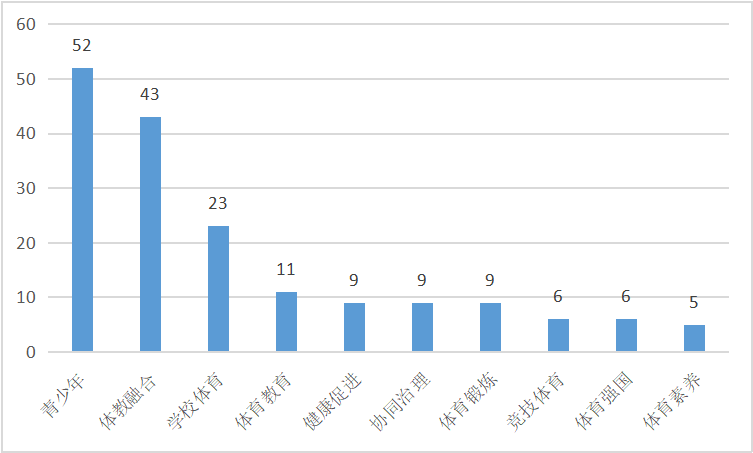 60
50
40
30
20
10
0
52
43
23
11
9
9
9
6
6
5
青少年
体教融合
学校体育
体育教育
健康促进
协同治理
体育锻炼
竞技体育
体育强国
体育素养